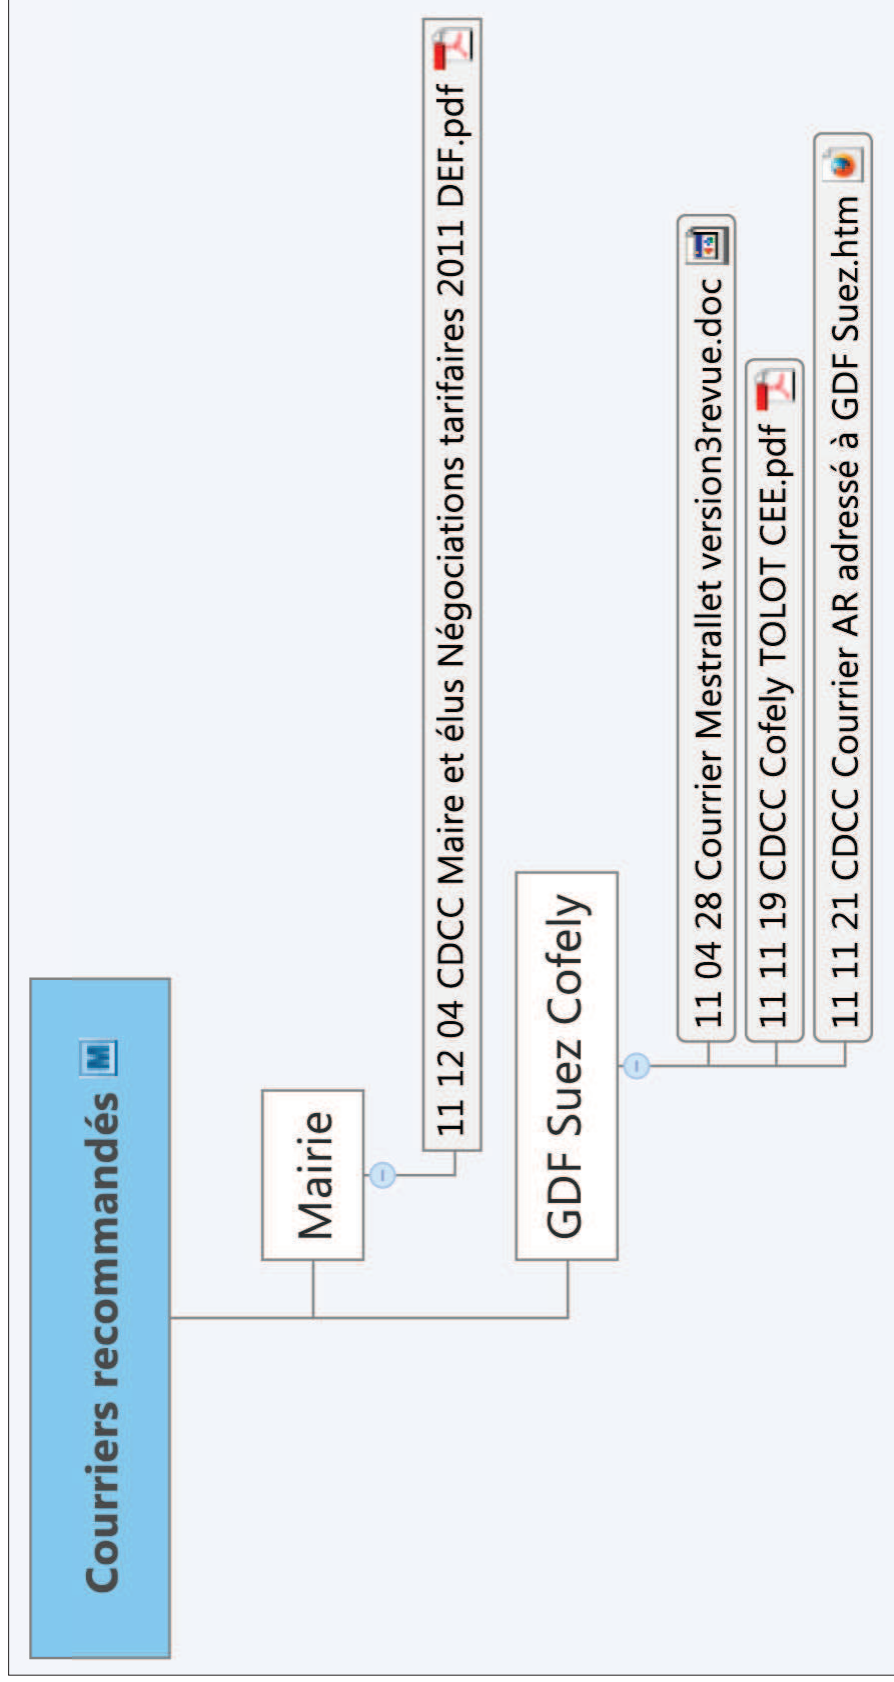 Courriers recommandés
Mairie
11 12 04 CDCC Maire et élus Négociations tarifaires 2011 DEF.pdf
GDF Suez Cofely
11 04 28 Courrier Mestrallet version3revue.doc
11 11 19 CDCC Cofely TOLOT CEE.pdf
11 11 21 CDCC Courrier AR adressé à GDF Suez.htm